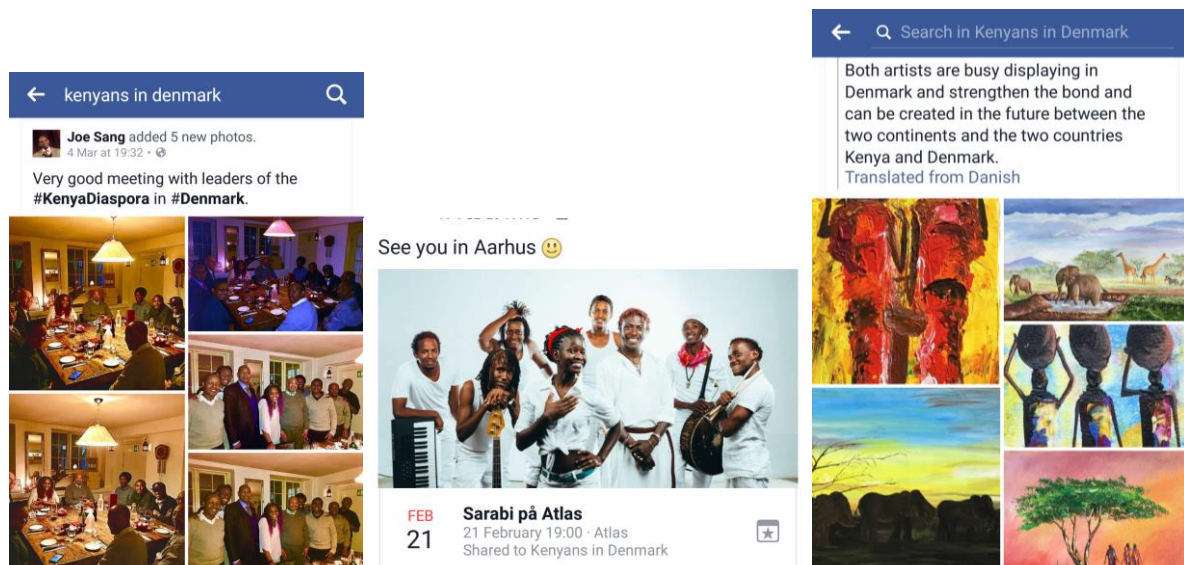 kenyans in denmark
Joe Sang added 5 new photos.
4 Mar at 19:32 ·
Very good meeting with leaders of the
#KenyaDiaspora in #Denmark.
See you in Aarhus
FEB
21
Sarabi på Atlas
21 February 19:00 · Atlas
Shared to Kenyans in Denmark
Search in Kenyans in Denmark
Both artists are busy displaying in
Denmark and strengthen the bond and
can be created in the future between the
two continents and the two countries
Kenya and Denmark.
Translated from Danish